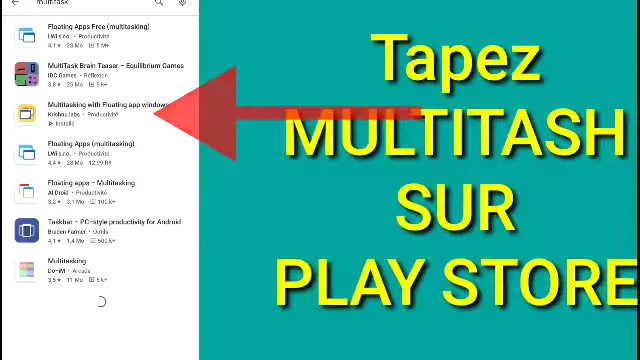 multitask
Floating Apps Free (multitasking)
LWi s.r.o. • Productivité
4,1 ★ 28 Mo 5 M+
MultiTask Brain Teaser – Equilibrium Games
IDC Games • Réflexion
3,8 ★ 25 Mo 5 k+
Multitasking with Floating app windows
Krishnu labs • Productivité
Installé
Floating Apps (multitasking)
LWi s.r.o. • Productivité
4,4 ★ 28 Mo 12,99 R$
Floating apps – Multitasking
AI Droid • Productivité
3,2 ★ 3,1 Mo 100 k+
Taskbar – PC-style productivity for Android
Braden Farmer • Outils
4,1 ★ 1,4 Mo 500 k+
Multitasking
Do-iM • Arcade
3,5 ★ 11 Mo 5 k+
Tapez
MULTITASH
SUR
PLAY STORE